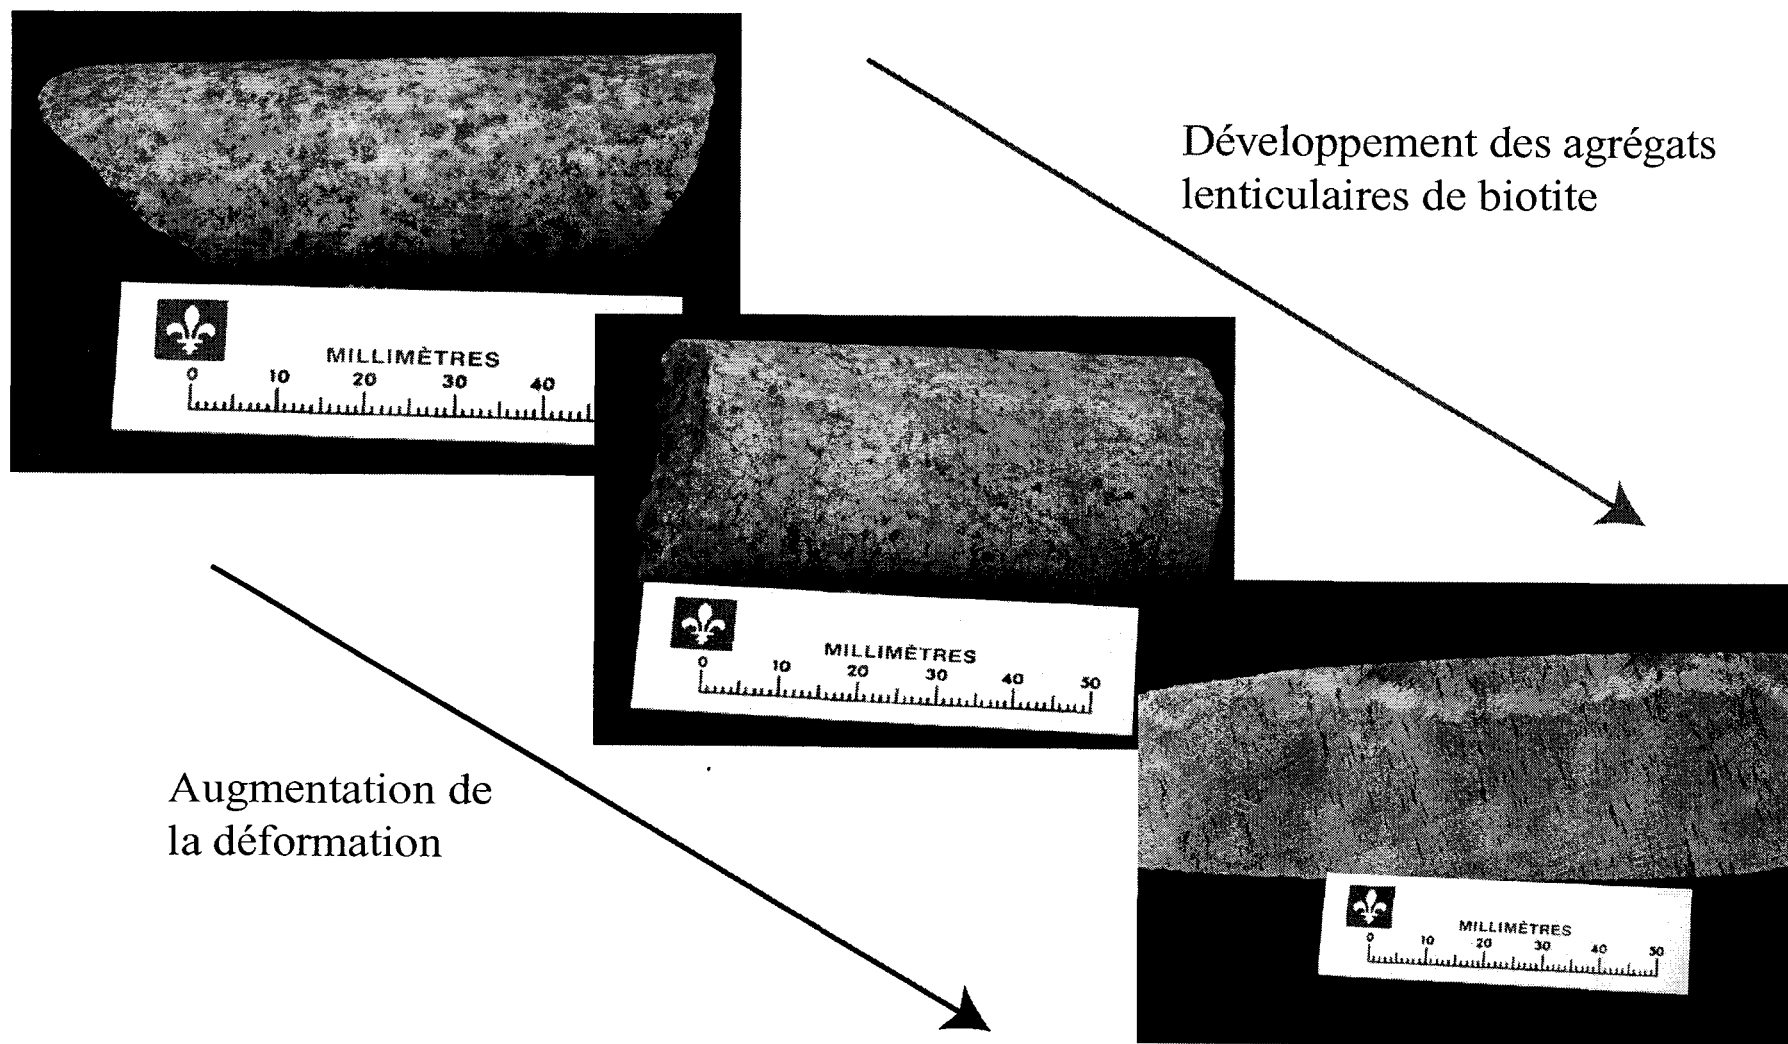 Développement des agrégats
lenticulaires de biotite
MILLIMÈTRES
0 10 20 30 40
MILLIMÈTRES
0 10 20 30 40 50
Augmentation de
la déformation
MILLIMÈTRES
0 10 20 30 40 50